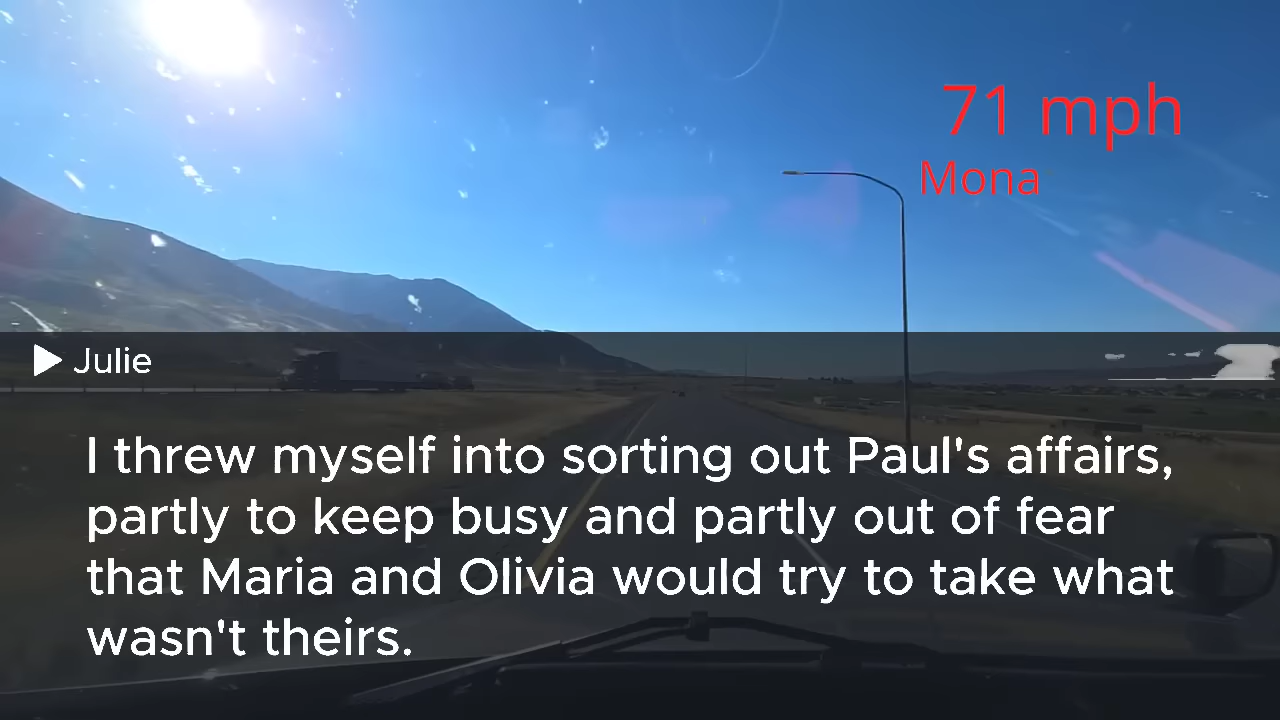 71 mph
Mona
Julie
I threw myself into sorting out Paul's affairs,
partly to keep busy and partly out of fear
that Maria and Olivia would try to take what
wasn't theirs.